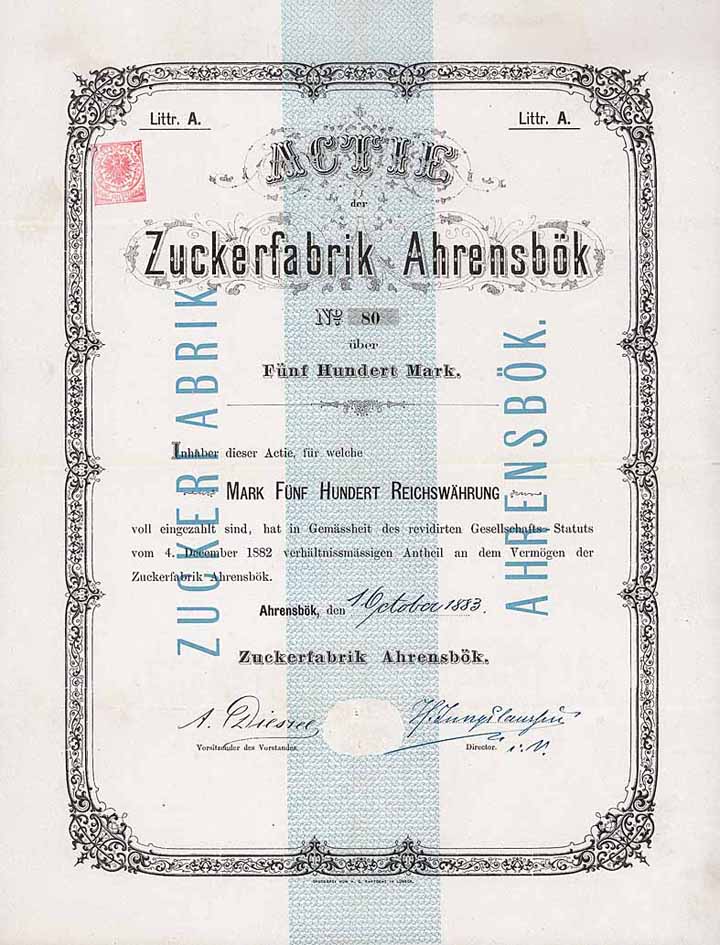 Littr. A.
Littr. A.
ACTIE
der
Zuckerfabrik Ahrensbök
No 80
über
Fünf Hundert Mark.
Inhaber dieser Actie, für welche
MARK FÜNF HUNDERT REICHSWÄHRUNG
voll eingezahlt sind, hat in Gemässheit des revidirten Gesellschafts-Statuts
vom 4. December 1882 verhältnissmässigen Antheil an dem Vermögen der
Zuckerfabrik Ahrensbök.
Ahrensbök, den 1 October 1883.
Zuckerfabrik Ahrensbök.
A.
Vorsitzender des Vorstandes.
Director.
i. V.
ZUCKERFABRIK
AHRENSBÖK.